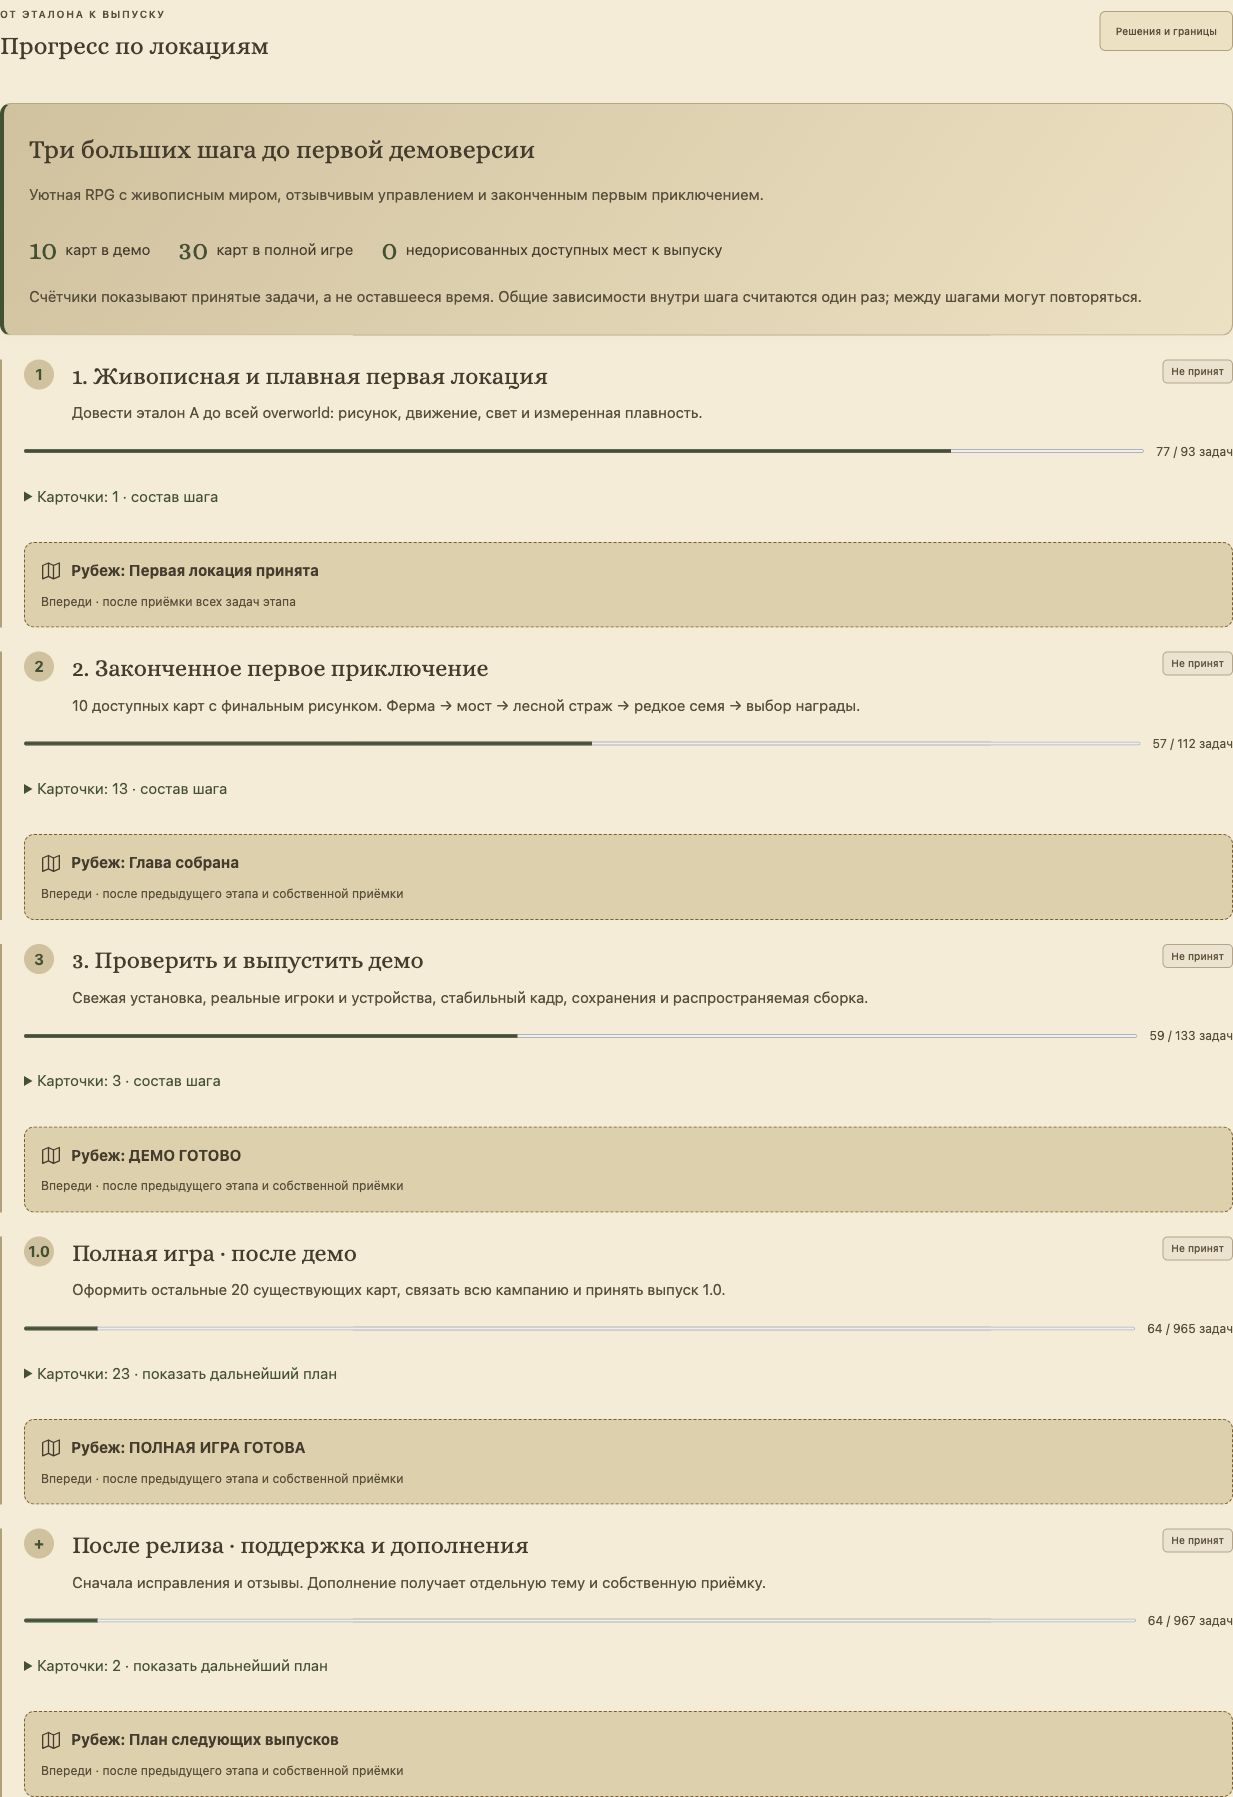 ОТ ЭТАЛОНА К ВЫПУСКУ
Прогресс по локациям
Решения и границы
Три больших шага до первой демоверсии
Уютная RPG с живописным миром, отзывчивым управлением и законченным первым приключением.
10 карт в демо 30 карт в полной игре 0 недорисованных доступных мест к выпуску
Счётчики показывают принятые задачи, а не оставшееся время. Общие зависимости внутри шага считаются один раз; между шагами могут повторяться.
1 1. Живописная и плавная первая локация Не принят
Довести эталон A до всей overworld: рисунок, движение, свет и измеренная плавность.
77 / 93 задач
▶ Карточки: 1 · состав шага
Рубеж: Первая локация принята
Впереди · после приёмки всех задач этапа
2 2. Законченное первое приключение Не принят
10 доступных карт с финальным рисунком. Ферма → мост → лесной страж → редкое семя → выбор награды.
57 / 112 задач
▶ Карточки: 13 · состав шага
Рубеж: Глава собрана
Впереди · после предыдущего этапа и собственной приёмки
3 3. Проверить и выпустить демо Не принят
Свежая установка, реальные игроки и устройства, стабильный кадр, сохранения и распространяемая сборка.
59 / 133 задач
▶ Карточки: 3 · состав шага
Рубеж: ДЕМО ГОТОВО
Впереди · после предыдущего этапа и собственной приёмки
1.0 Полная игра · после демо Не принят
Оформить остальные 20 существующих карт, связать всю кампанию и принять выпуск 1.0.
64 / 965 задач
▶ Карточки: 23 · показать дальнейший план
Рубеж: ПОЛНАЯ ИГРА ГОТОВА
Впереди · после предыдущего этапа и собственной приёмки
+ После релиза · поддержка и дополнения Не принят
Сначала исправления и отзывы. Дополнение получает отдельную тему и собственную приёмку.
64 / 967 задач
▶ Карточки: 2 · показать дальнейший план
Рубеж: План следующих выпусков
Впереди · после предыдущего этапа и собственной приёмки